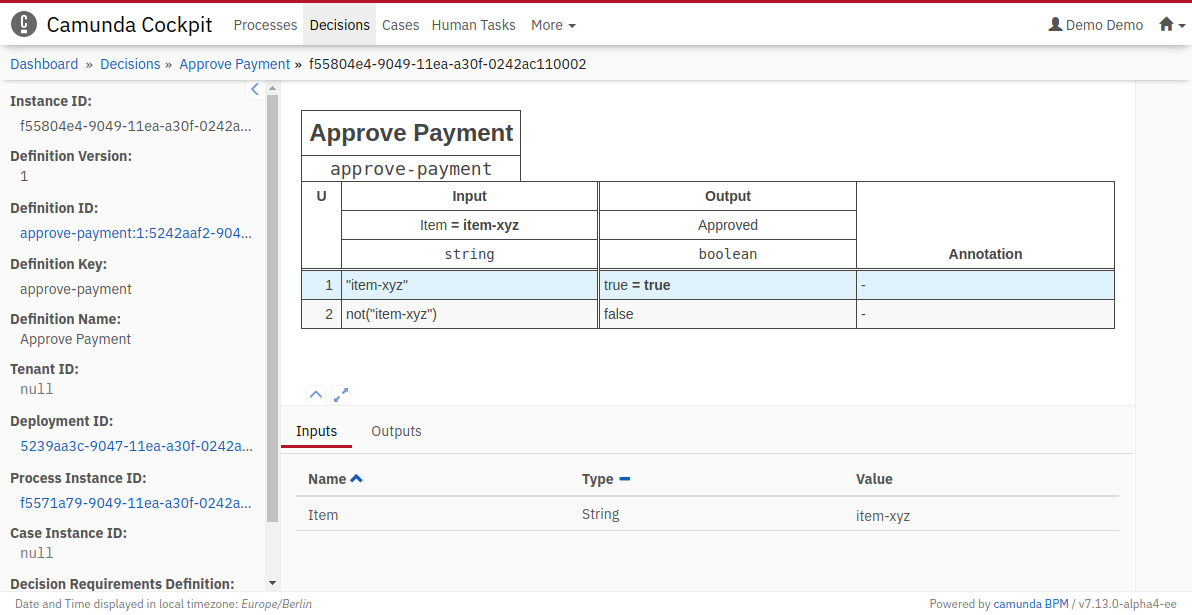 Camunda Cockpit Processes Decisions Cases Human Tasks More Demo Demo
Dashboard » Decisions » Approve Payment » f55804e4-9049-11ea-a30f-0242ac110002
Instance ID:
f55804e4-9049-11ea-a30f-0242a...
Definition Version:
1
Definition ID:
approve-payment:1:5242aaf2-904...
Definition Key:
approve-payment
Definition Name:
Approve Payment
Tenant ID:
null
Deployment ID:
5239aa3c-9047-11ea-a30f-0242a...
Process Instance ID:
f5571a79-9049-11ea-a30f-0242a...
Case Instance ID:
null
Decision Requirements Definition:
Approve Payment
approve-payment
U Input Output
Item = item-xyz Approved
string boolean Annotation
1 "item-xyz" true = true -
2 not("item-xyz") false -
Inputs Outputs
Name Type Value
Item String item-xyz
Date and Time displayed in local timezone: Europe/Berlin
Powered by camunda BPM / v7.13.0-alpha4-ee